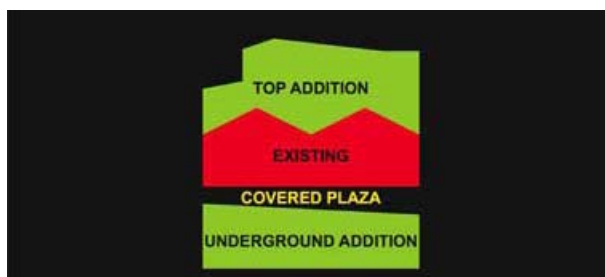 TOP ADDITION
EXISTING
COVERED PLAZA
UNDERGROUND ADDITION